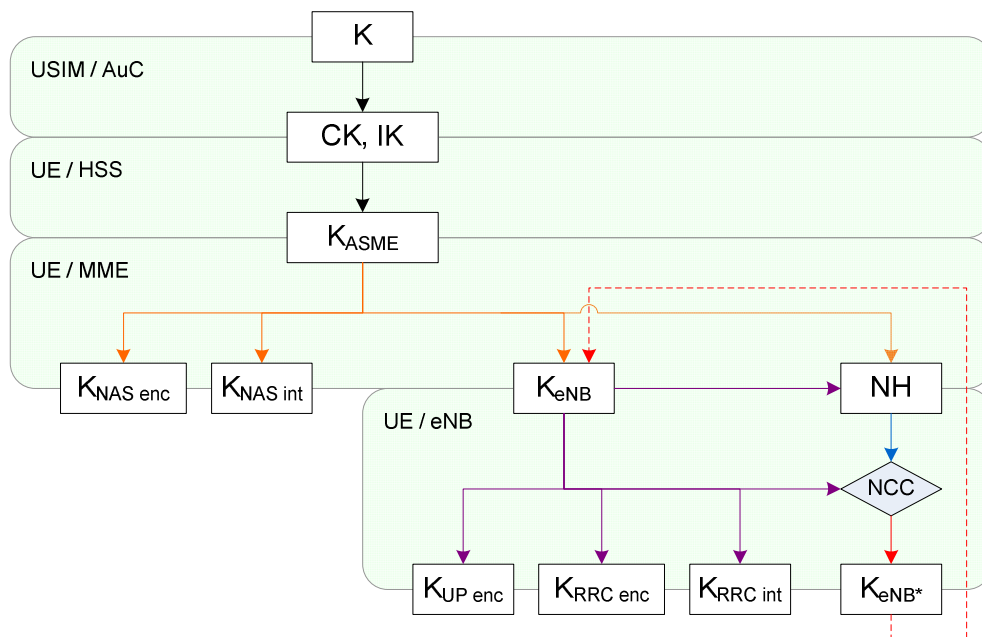 K
USIM / AuC
CK, IK
UE / HSS
KASME
UE / MME
KNAS enc
KNAS int
KeNB
NH
UE / eNB
NCC
KUP enc
KRRC enc
KRRC int
KeNB*